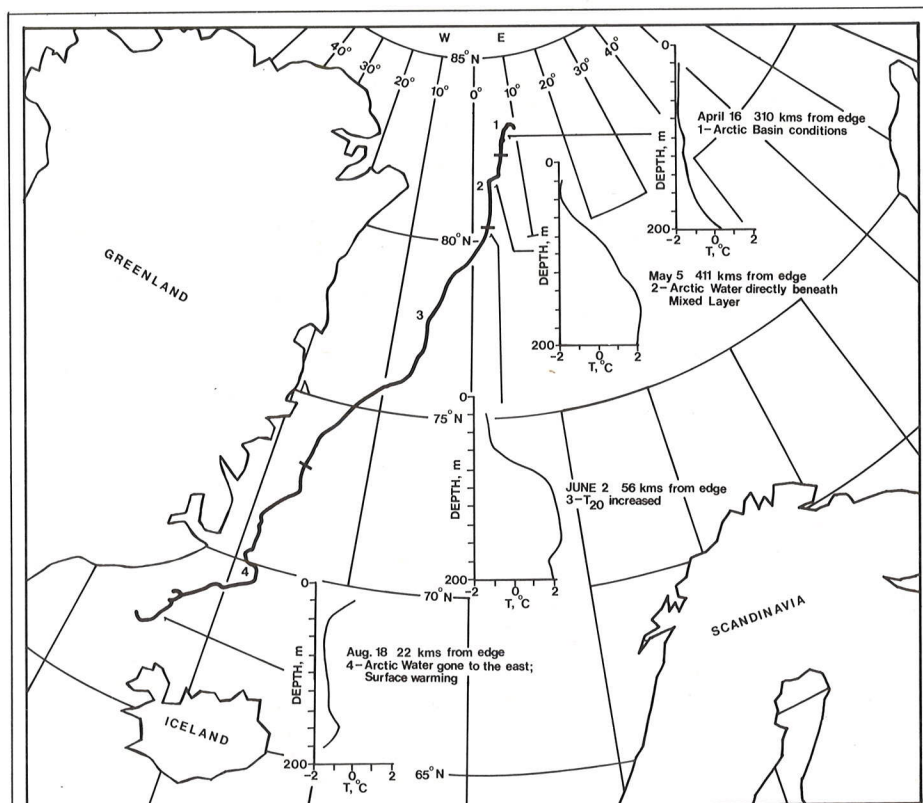 W E
40° 30° 20° 10° 0° 10° 20° 30° 40°
85°N
0
1
April 16 310 kms from edge
1-Arctic Basin conditions
DEPTH, m
200
-2 0 2
T, °C
0
2
80°N
DEPTH, m
May 5 411 kms from edge
2-Arctic Water directly beneath
Mixed Layer
200
-2 0 2
T, °C
GREENLAND
3
75°N
0
DEPTH, m
JUNE 2 56 kms from edge
3-T20 increased
200
-2 0 2
T, °C
4
70°N
0
SCANDINAVIA
DEPTH, m
Aug. 18 22 kms from edge
4-Arctic Water gone to the east;
Surface warming
ICELAND
200
-2 0 2
T, °C
65°N